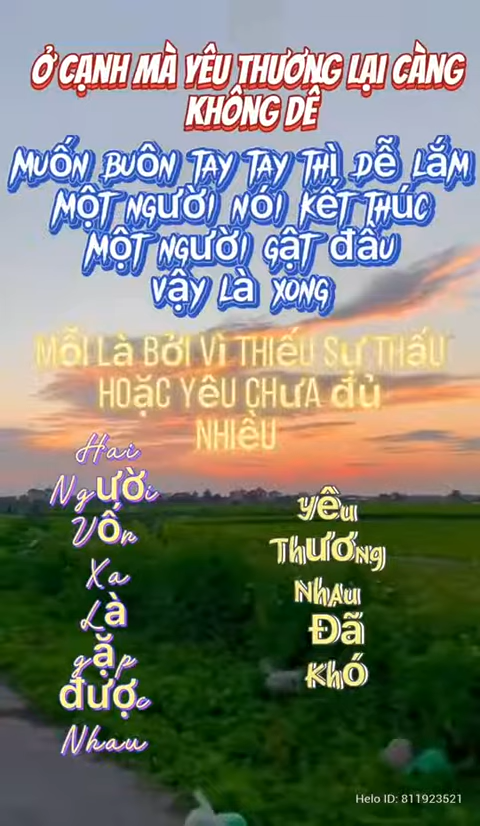 Ở CẠNH MÀ YÊU THƯƠNG LẠI CÀNG
KHÔNG DÊ
MUỐN BUÔN TAY TAY THÌ DỄ LẮM
MỘT NGƯỜI NÓI KẾT THÚC
MỘT NGƯỜI GẬT ĐẦU
VẬY LÀ XONG
MỖI LÀ BỞI VÌ THIẾU SỰ THẤU
HOẶC YÊU CHƯA ĐỦ
NHIỀU
Hai
Người
Vốn
Xa
Là
gặp
được
Nhau
Yêu
Thương
Nhau
Đã
Khó
Helo ID: 811923521